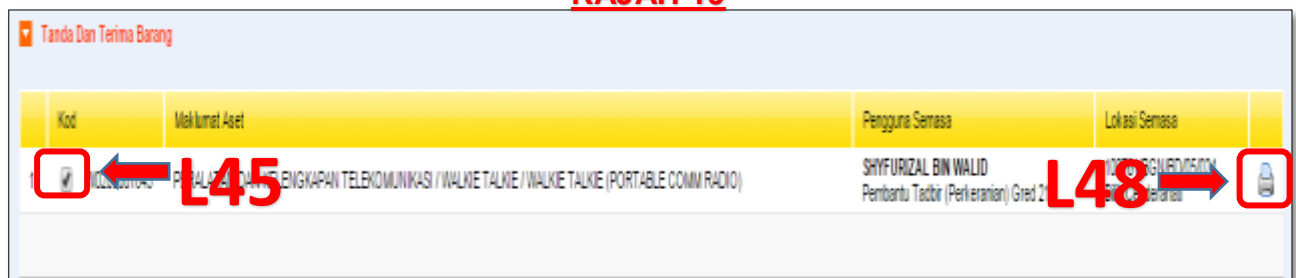 Tanda Dan Terima Barang
Kod Maklumat Aset Pengguna Semasa Lokasi Semasa
TELEKOMUNIKASI / WALKIE TALKIE / WALKIE TALKIE (PORTABLE COMM RADIO) SHYFURIZAL BIN WALID
Pembantu Tadbir (Perkeranian) Gred
L45 L48